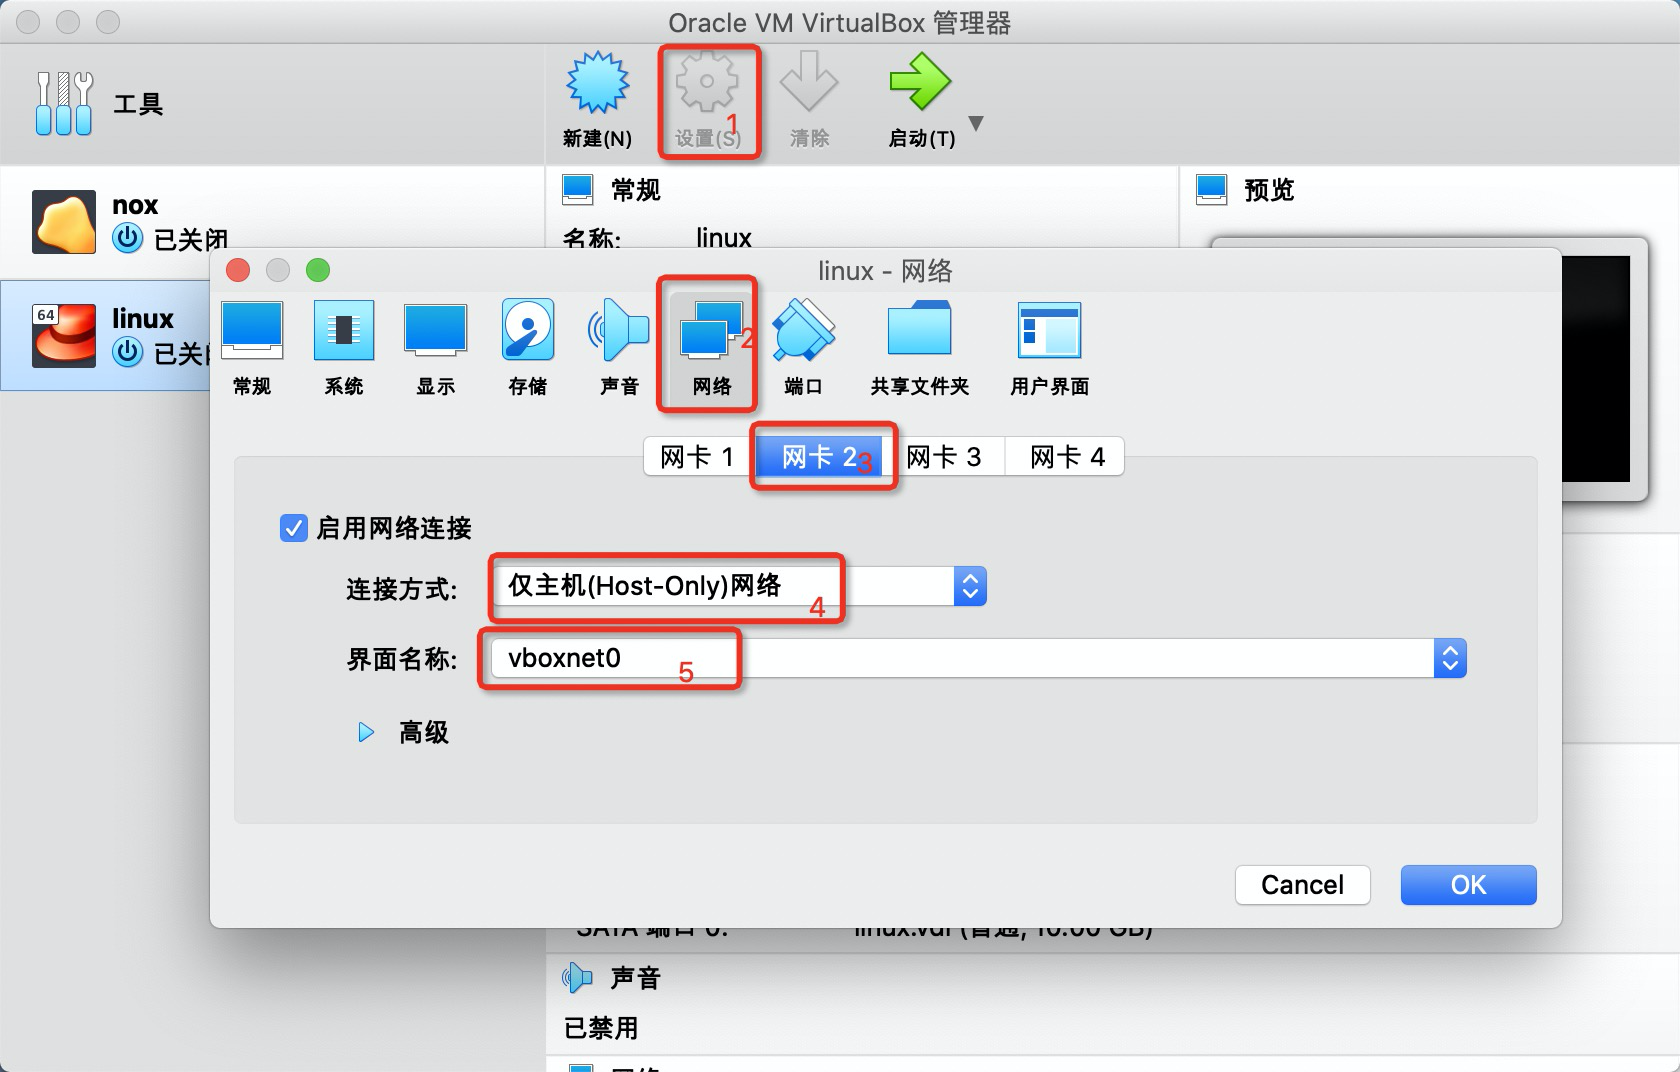 Oracle VM VirtualBox 管理器
工具
新建(N)
设置(S)
1
清除
启动(T)
nox
已关闭
64
linux
已关
常规
名称: linux
预览
linux - 网络
常规
系统
显示
存储
声音
网络
2
端口
共享文件夹
用户界面
网卡 1
网卡 2
3
网卡 3
网卡 4
启用网络连接
连接方式: 仅主机(Host-Only)网络
4
界面名称: vboxnet0
5
高级
Cancel
OK
SATA 端口 0: linux.vdi (普通, 10.00 GB)
声音
已禁用
网络